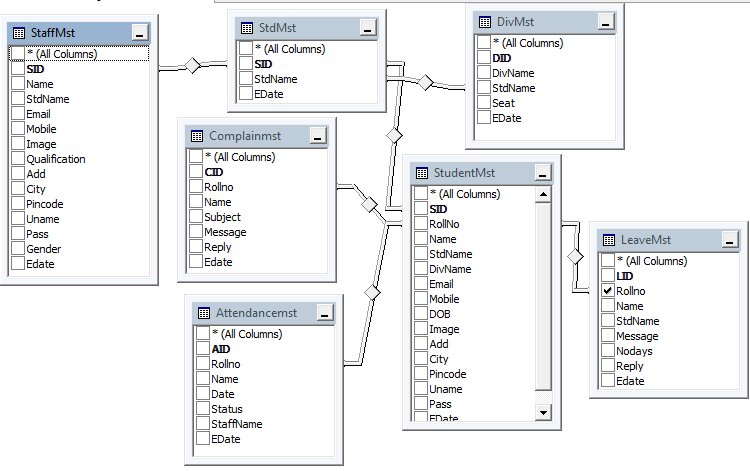 StaffMst
* (All Columns)
SID
Name
StdName
Email
Mobile
Image
Qualification
Add
City
Pincode
Uname
Pass
Gender
Edate
StdMst
* (All Columns)
SID
StdName
EDate
DivMst
* (All Columns)
DID
DivName
StdName
Seat
EDate
Complainmst
* (All Columns)
CID
Rollno
Name
Subject
Message
Reply
Edate
StudentMst
* (All Columns)
SID
RollNo
Name
StdName
DivName
Email
Mobile
DOB
Image
Add
City
Pincode
Uname
Pass
EDate
LeaveMst
* (All Columns)
LID
Rollno
Name
StdName
Message
Nodays
Reply
Edate
Attendancemst
* (All Columns)
AID
Rollno
Name
Date
Status
StaffName
EDate